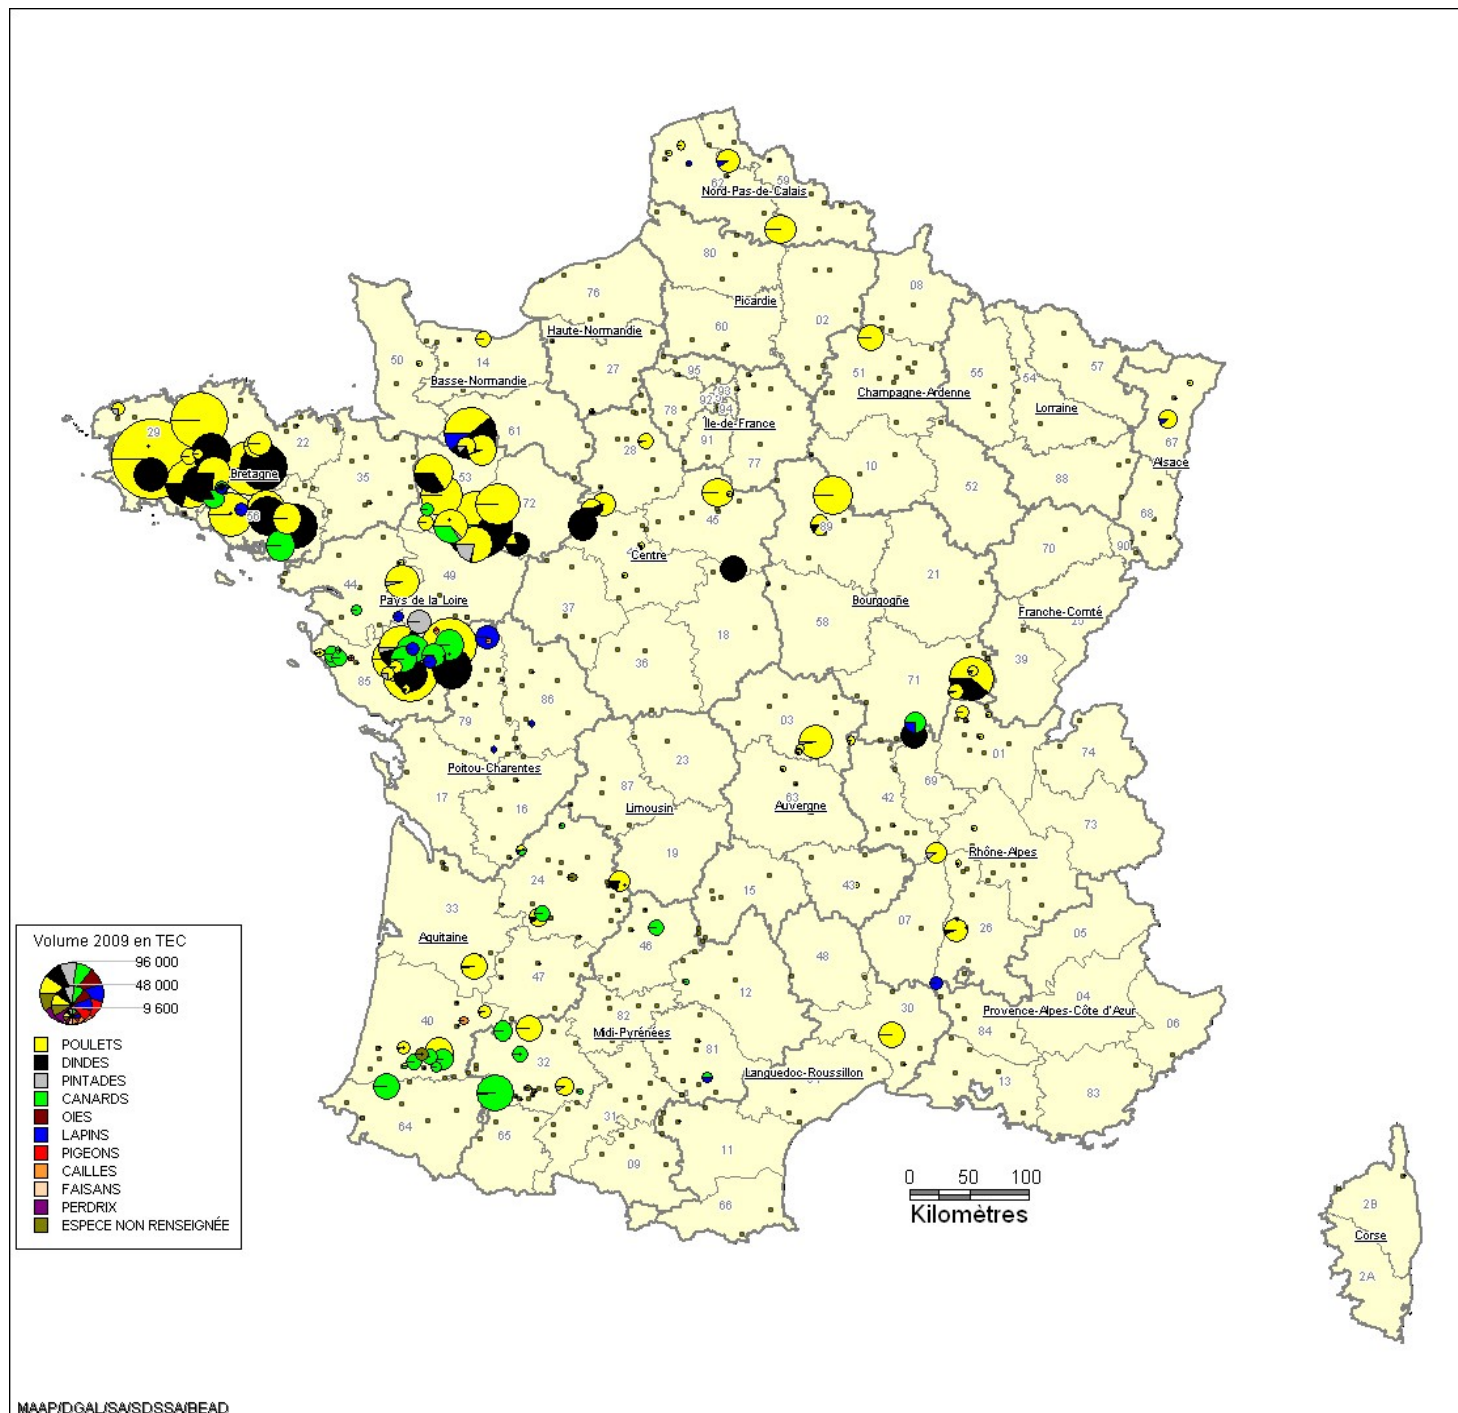 62
59
Nord-Pas-de-Calais
80
08
76
Picardie
02
60
Haute-Normandie
57
50
14
27
95
51
55
54
Basse-Normandie
Champagne-Ardenne
92
94
78
Lorraine
Île-de-France
67
29
22
61
91
28
10
Alsace
77
88
Bretagne
53
35
52
72
68
56
45
89
70
90
Centre
21
44
49
Pays de la Loire
Bourgogne
37
58
Franche-Comté
18
36
39
71
85
86
79
03
74
23
01
Poitou-Charentes
87
69
17
63
42
16
Limousin
Auvergne
73
19
Rhône-Alpes
24
15
43
33
07
26
05
Aquitaine
46
48
47
12
04
30
Provence-Alpes-Côte d'Azur
82
40
84
06
Midi-Pyrénées
81
32
Languedoc-Roussillon
13
83
31
64
65
11
09
66
0 50 100
Kilomètres
2B
Corse
2A
Volume 2009 en TEC
96 000
48 000
9 600
POULETS
DINDES
PINTADES
CANARDS
OIES
LAPINS
PIGEONS
CAILLES
FAISANS
PERDRIX
ESPECE NON RENSEIGNÉE
MAAP/DGAL/SA/SDSSA/BEAD